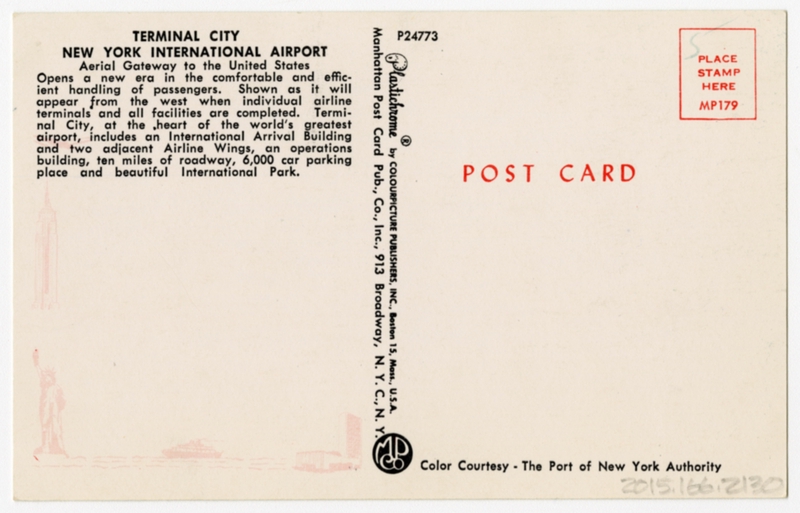 TERMINAL CITY
NEW YORK INTERNATIONAL AIRPORT
Aerial Gateway to the United States
Opens a new era in the comfortable and effic-
ient handling of passengers. Shown as it will
appear from the west when individual airline
terminals and all facilities are completed. Termi-
nal City, at the heart of the world's greatest
airport, includes an International Arrival Building
and two adjacent Airline Wings, an operations
building, ten miles of roadway, 6,000 car parking
place and beautiful International Park.
P24773
Plastichrome ® by COLOURPICTURE PUBLISHERS, INC., Boston 15, Mass., U.S.A.
Manhattan Post Card Pub., Co., Inc., 913 Broadway, N. Y. C., N. Y.
MPCo
5
PLACE
STAMP
HERE
MP179
POST CARD
Color Courtesy - The Port of New York Authority
2015.166.2130